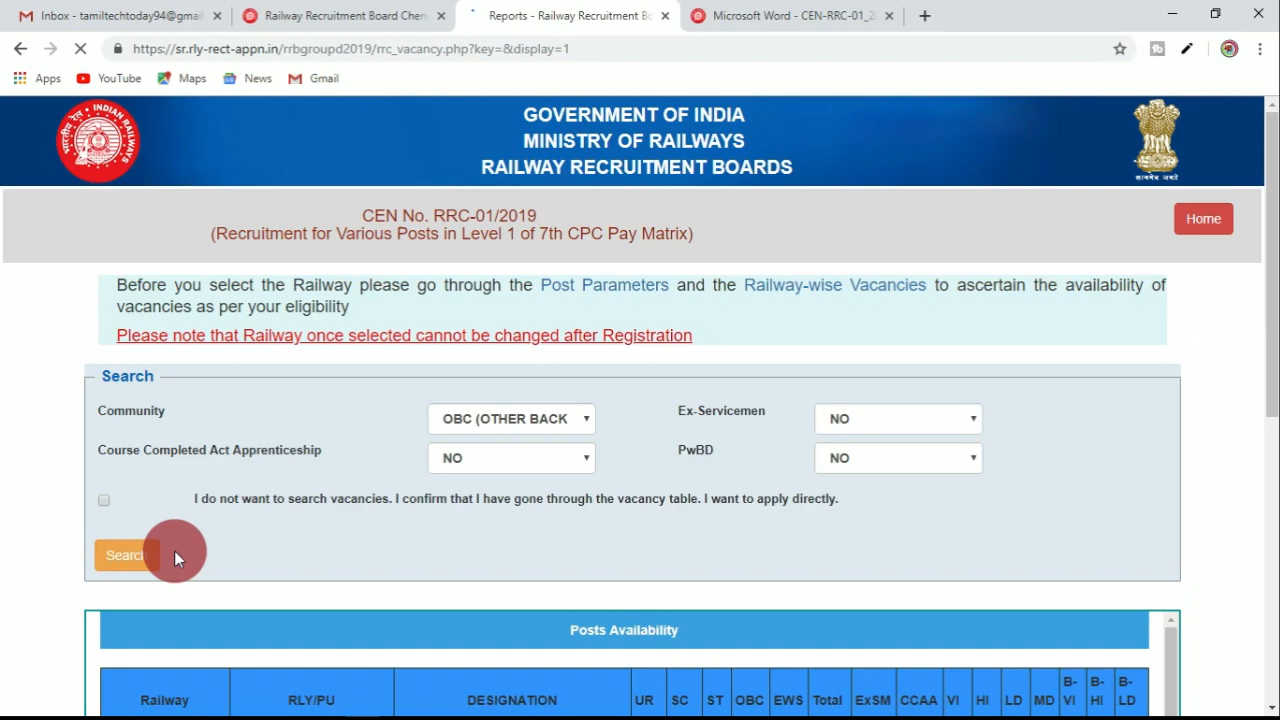 Inbox - tamiltechtoday94@gmai
Railway Recruitment Board Chen
Reports - Railway Recruitment Bo
Microsoft Word - CEN-RRC-01_2
https://sr.rly-rect-appn.in/rrbgroupd2019/rrc_vacancy.php?key=&display=1
Apps YouTube Maps News Gmail
GOVERNMENT OF INDIA
MINISTRY OF RAILWAYS
RAILWAY RECRUITMENT BOARDS
INDIAN RAILWAYS
भारतीय रेल
सत्यमेव जयते
CEN No. RRC-01/2019
(Recruitment for Various Posts in Level 1 of 7th CPC Pay Matrix)
Home
Before you select the Railway please go through the Post Parameters and the Railway-wise Vacancies to ascertain the availability of
vacancies as per your eligibility
Please note that Railway once selected cannot be changed after Registration
Search
Community OBC (OTHER BACK Ex-Servicemen NO
Course Completed Act Apprenticeship NO PwBD NO
I do not want to search vacancies. I confirm that I have gone through the vacancy table. I want to apply directly.
Search
Posts Availability
Railway RLY/PU DESIGNATION UR SC ST OBC EWS Total ExSM CCAA VI HI LD MD B-VI B-HI B-LD